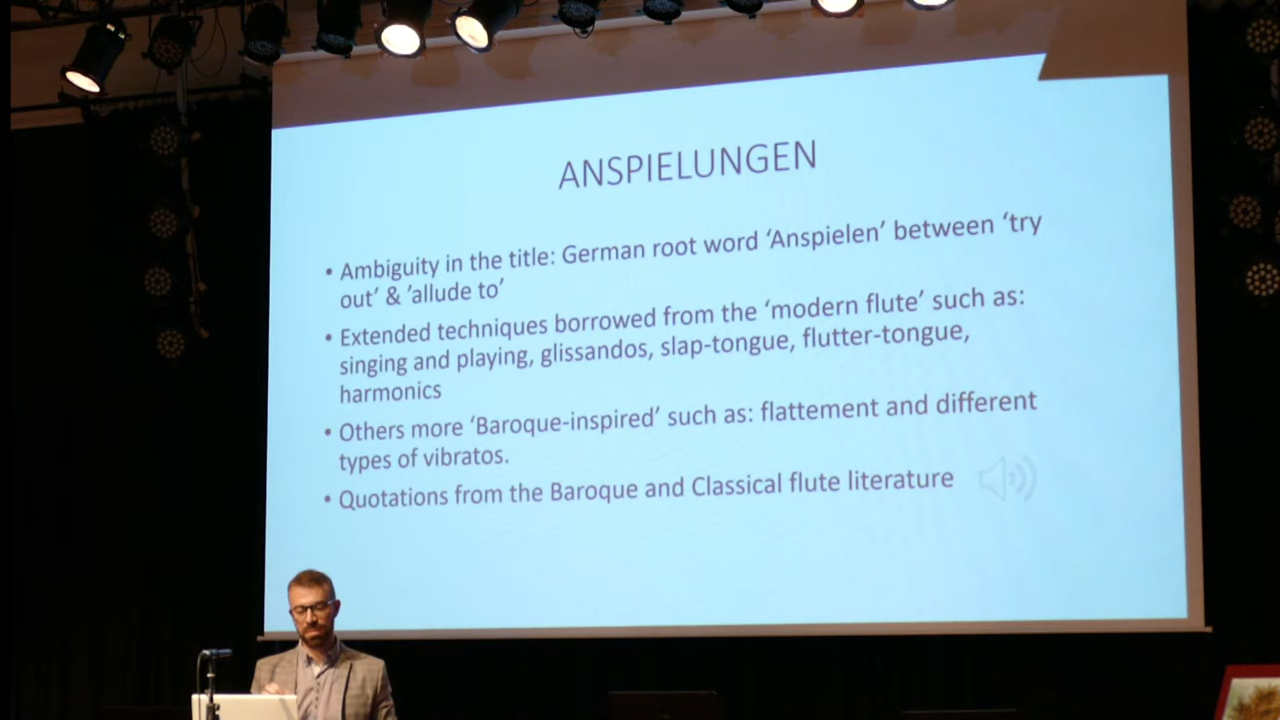 ANSPIELUNGEN
• Ambiguity in the title: German root word ‘Anspielen’ between ‘try
out’ & ’allude to’
• Extended techniques borrowed from the ‘modern flute’ such as:
singing and playing, glissandos, slap-tongue, flutter-tongue,
harmonics
• Others more ‘Baroque-inspired’ such as: flattement and different
types of vibratos.
• Quotations from the Baroque and Classical flute literature